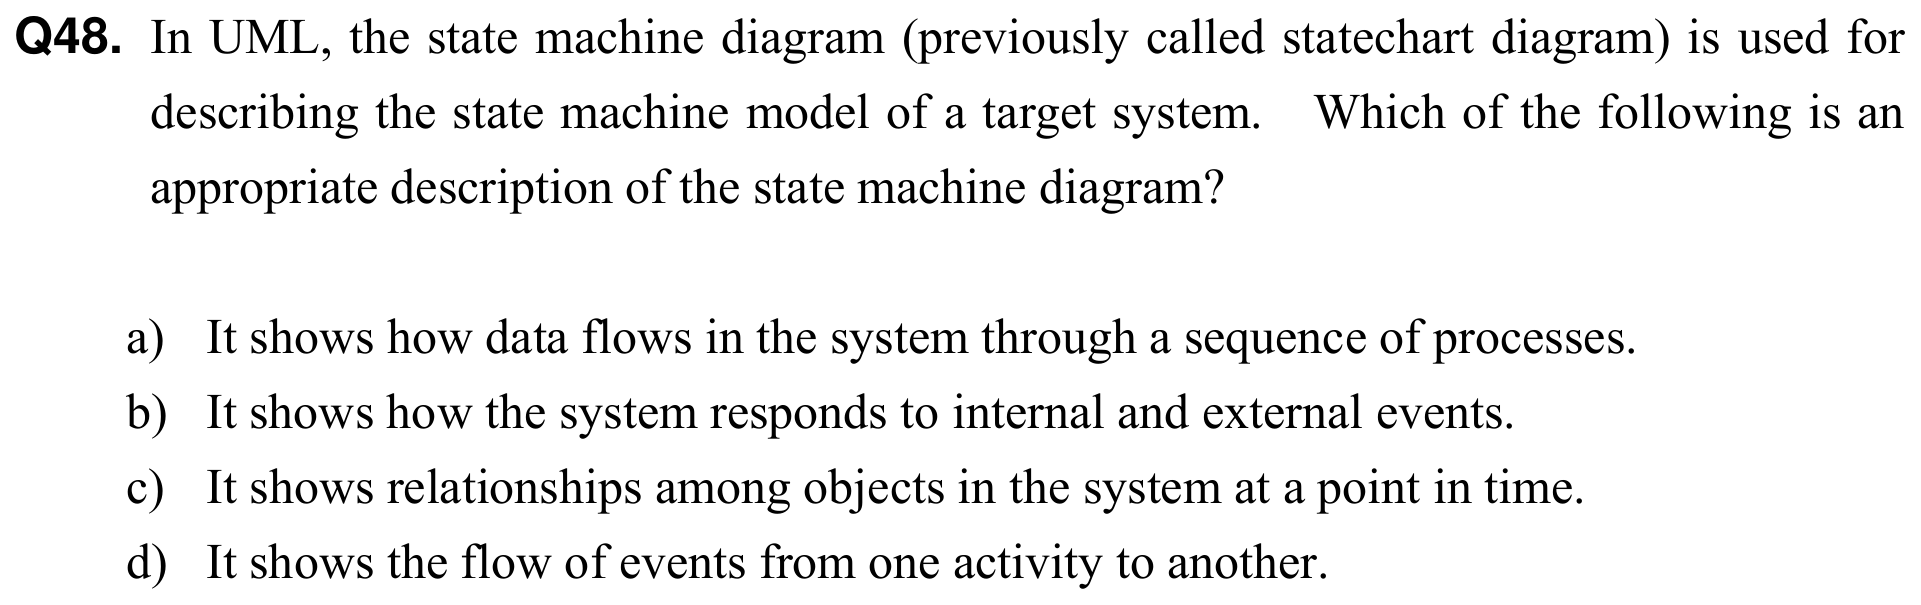 Q48. In UML, the state machine diagram (previously called statechart diagram) is used for
describing the state machine model of a target system. Which of the following is an
appropriate description of the state machine diagram?
a) It shows how data flows in the system through a sequence of processes.
b) It shows how the system responds to internal and external events.
c) It shows relationships among objects in the system at a point in time.
d) It shows the flow of events from one activity to another.